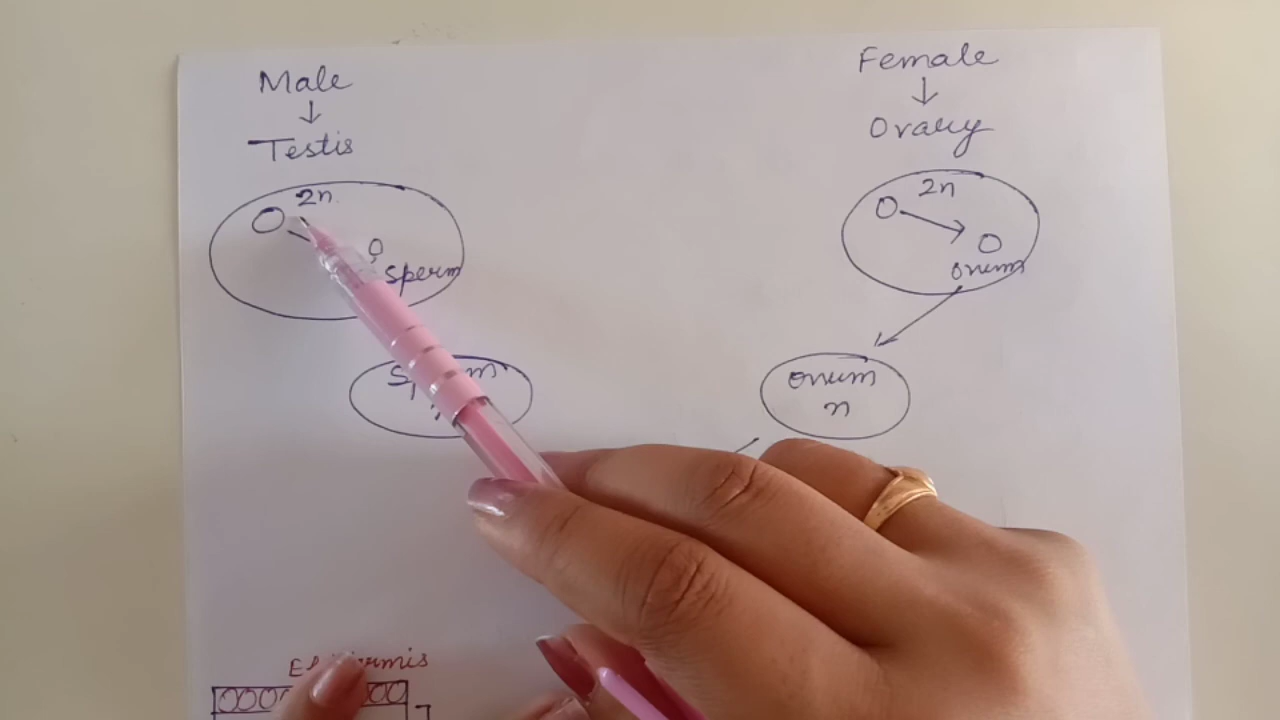 Male
↓
Testis
2n
sperm
n
Female
↓
Ovary
2n
ovum
ovum
n